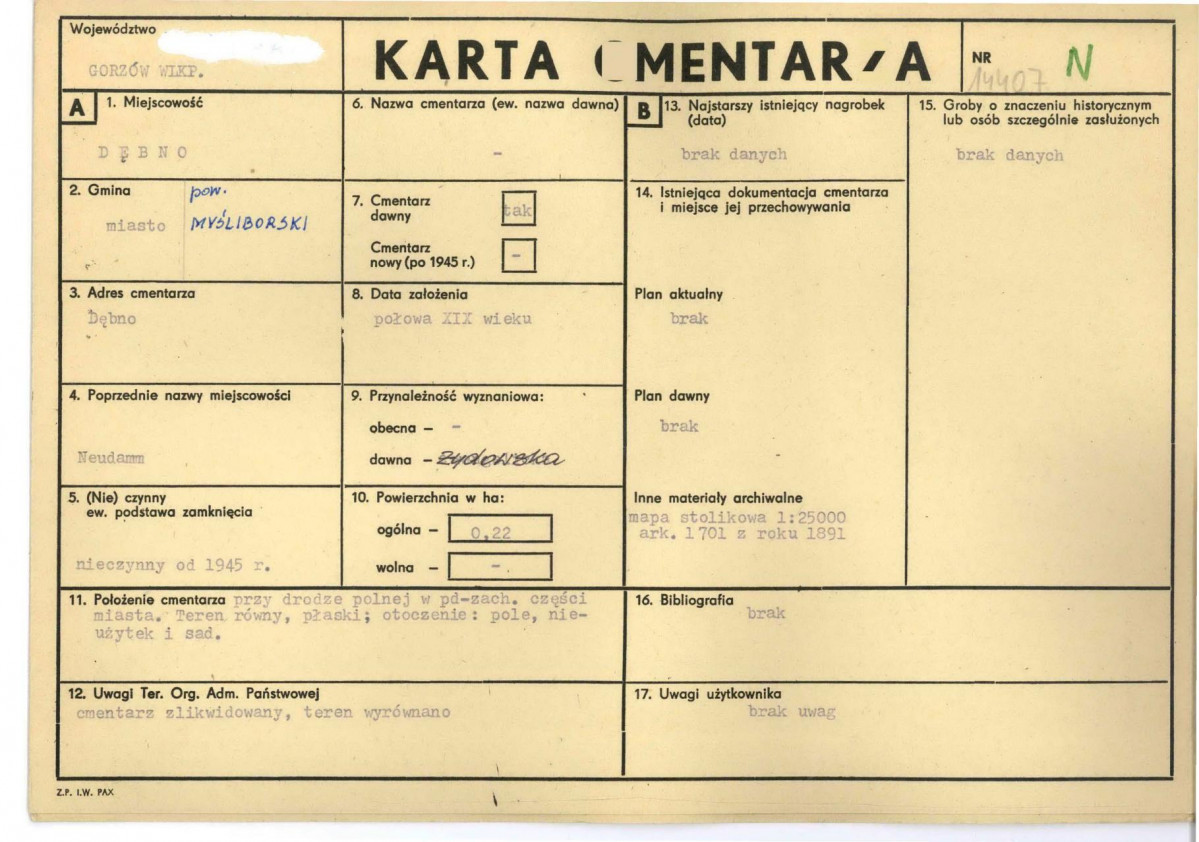 Województwo
GORZÓW WLKP.
KARTA CMENTARZA
NR
14407 N
A
1. Miejscowość
DĘBNO
2. Gmina
miasto
pow.
MYŚLIBORSKI
3. Adres cmentarza
Dębno
4. Poprzednie nazwy miejscowości
Neudamm
5. (Nie) czynny
ew. podstawa zamknięcia
nieczynny od 1945 r.
6. Nazwa cmentarza (ew. nazwa dawna)
-
7. Cmentarz
dawny
tak
Cmentarz
nowy (po 1945 r.)
-
8. Data założenia
połowa XIX wieku
9. Przynależność wyznaniowa:
obecna – -
dawna – żydowska
10. Powierzchnia w ha:
ogólna – 0,22
wolna – -.
11. Położenie cmentarza przy drodze polnej w pd-zach. części
miasta. Teren równy, płaski; otoczenie: pole, nie-
użytek i sad.
12. Uwagi Ter. Org. Adm. Państwowej
cmentarz zlikwidowany, teren wyrównano
B
13. Najstarszy istniejący nagrobek
(data)
brak danych
14. Istniejąca dokumentacja cmentarza
i miejsce jej przechowywania
Plan aktualny
brak
Plan dawny
brak
Inne materiały archiwalne
mapa stolikowa 1:25000
ark. 1701 z roku 1891
15. Groby o znaczeniu historycznym
lub osób szczególnie zasłużonych
brak danych
16. Bibliografia
brak
17. Uwagi użytkownika
brak uwag
Z.P. I.W. PAX